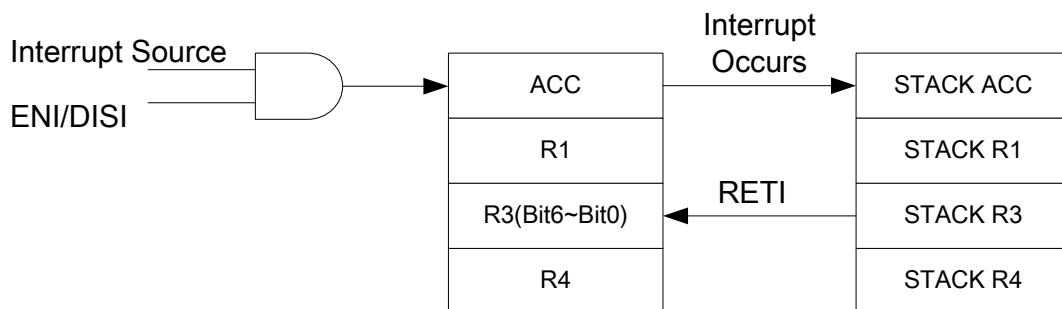 Interrupt Source
ENI/DISI
ACC
R1
R3(Bit6~Bit0)
R4
Interrupt
Occurs
RETI
STACK ACC
STACK R1
STACK R3
STACK R4